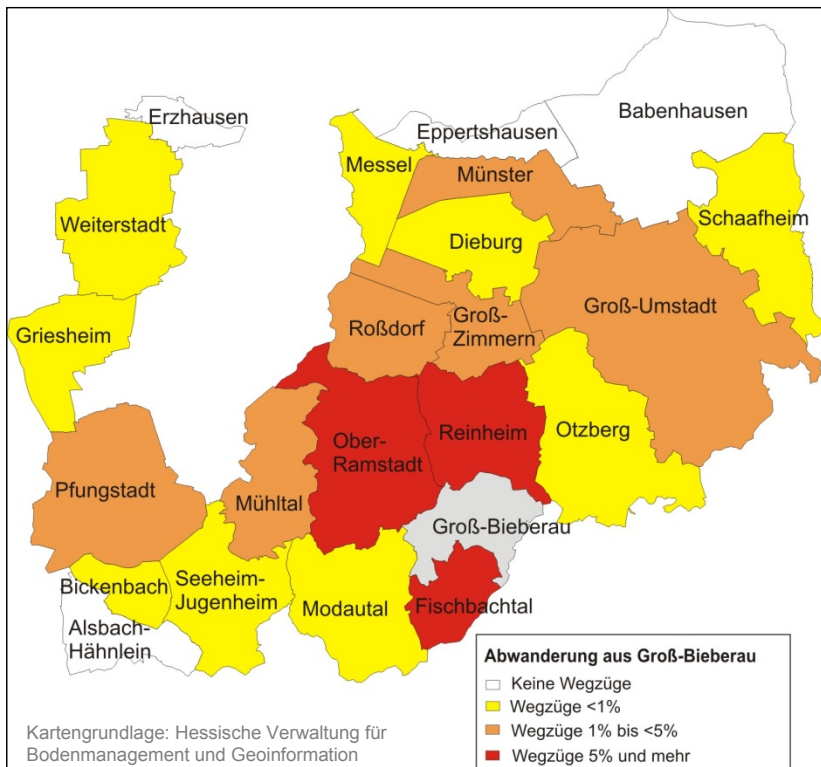 Erzhausen
Babenhausen
Eppertshausen
Messel
Münster
Weiterstadt
Schaafheim
Dieburg
Groß-Umstadt
Griesheim
Roßdorf
Groß-
Zimmern
Ober-
Ramstadt
Reinheim
Otzberg
Pfungstadt
Mühltal
Groß-Bieberau
Bickenbach
Seeheim-
Jugenheim
Modautal
Fischbachtal
Alsbach-
Hähnlein
Abwanderung aus Groß-Bieberau
Keine Wegzüge
Wegzüge <1%
Wegzüge 1% bis <5%
Wegzüge 5% und mehr
Kartengrundlage: Hessische Verwaltung für
Bodenmanagement und Geoinformation